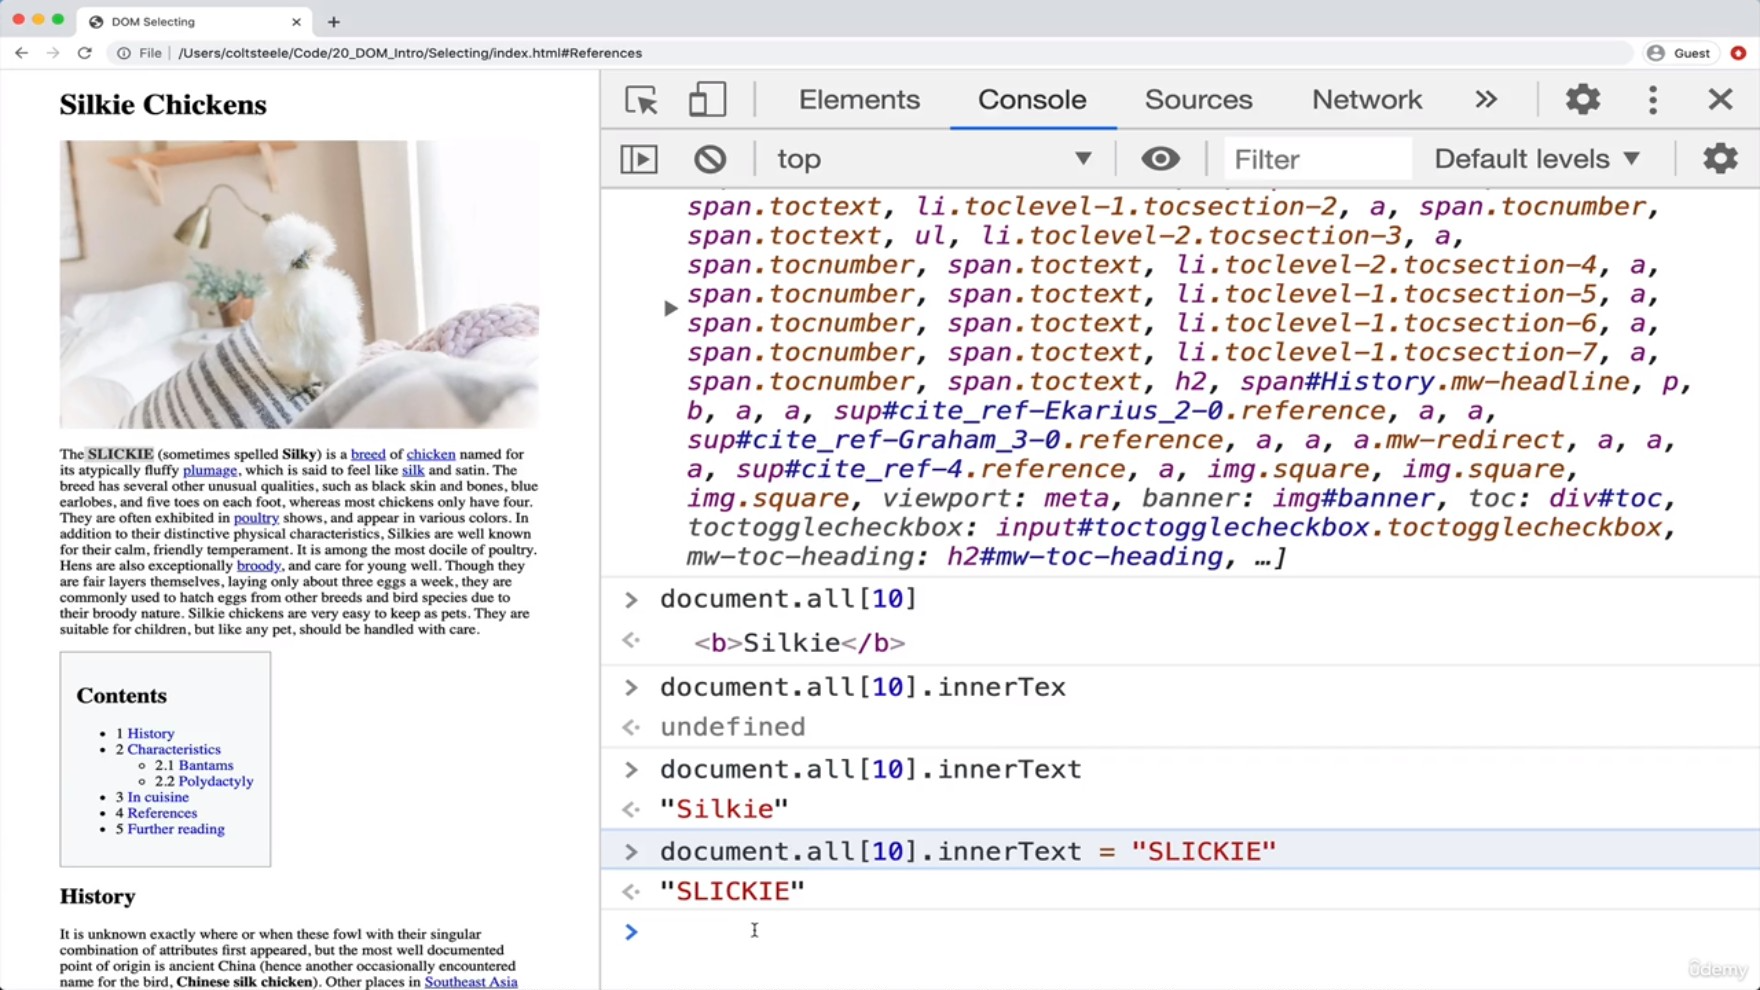 DOM Selecting
File | /Users/coltsteele/Code/20_DOM_Intro/Selecting/index.html#References
Guest
Silkie Chickens
The SLICKIE (sometimes spelled Silky) is a breed of chicken named for
its atypically fluffy plumage, which is said to feel like silk and satin. The
breed has several other unusual qualities, such as black skin and bones, blue
earlobes, and five toes on each foot, whereas most chickens only have four.
They are often exhibited in poultry shows, and appear in various colors. In
addition to their distinctive physical characteristics, Silkies are well known
for their calm, friendly temperament. It is among the most docile of poultry.
Hens are also exceptionally broody, and care for young well. Though they
are fair layers themselves, laying only about three eggs a week, they are
commonly used to hatch eggs from other breeds and bird species due to
their broody nature. Silkie chickens are very easy to keep as pets. They are
suitable for children, but like any pet, should be handled with care.
Contents
1 History
2 Characteristics
2.1 Bantams
2.2 Polydactyly
3 In cuisine
4 References
5 Further reading
History
It is unknown exactly where or when these fowl with their singular
combination of attributes first appeared, but the most well documented
point of origin is ancient China (hence another occasionally encountered
name for the bird, Chinese silk chicken). Other places in Southeast Asia
Elements Console Sources Network
top Filter Default levels
span.toctext, li.toclevel-1.tocsection-2, a, span.tocnumber,
span.toctext, ul, li.toclevel-2.tocsection-3, a,
span.tocnumber, span.toctext, li.toclevel-2.tocsection-4, a,
span.tocnumber, span.toctext, li.toclevel-1.tocsection-5, a,
span.tocnumber, span.toctext, li.toclevel-1.tocsection-6, a,
span.tocnumber, span.toctext, li.toclevel-1.tocsection-7, a,
span.tocnumber, span.toctext, h2, span#History.mw-headline, p,
b, a, a, sup#cite_ref-Ekarius_2-0.reference, a, a,
sup#cite_ref-Graham_3-0.reference, a, a, a.mw-redirect, a, a,
a, sup#cite_ref-4.reference, a, img.square, img.square,
img.square, viewport: meta, banner: img#banner, toc: div#toc,
toctogglecheckbox: input#toctogglecheckbox.toctogglecheckbox,
mw-toc-heading: h2#mw-toc-heading, …]
document.all[10]
<b>Silkie</b>
document.all[10].innerTex
undefined
document.all[10].innerText
"Silkie"
document.all[10].innerText = "SLICKIE"
"SLICKIE"
ûdemy